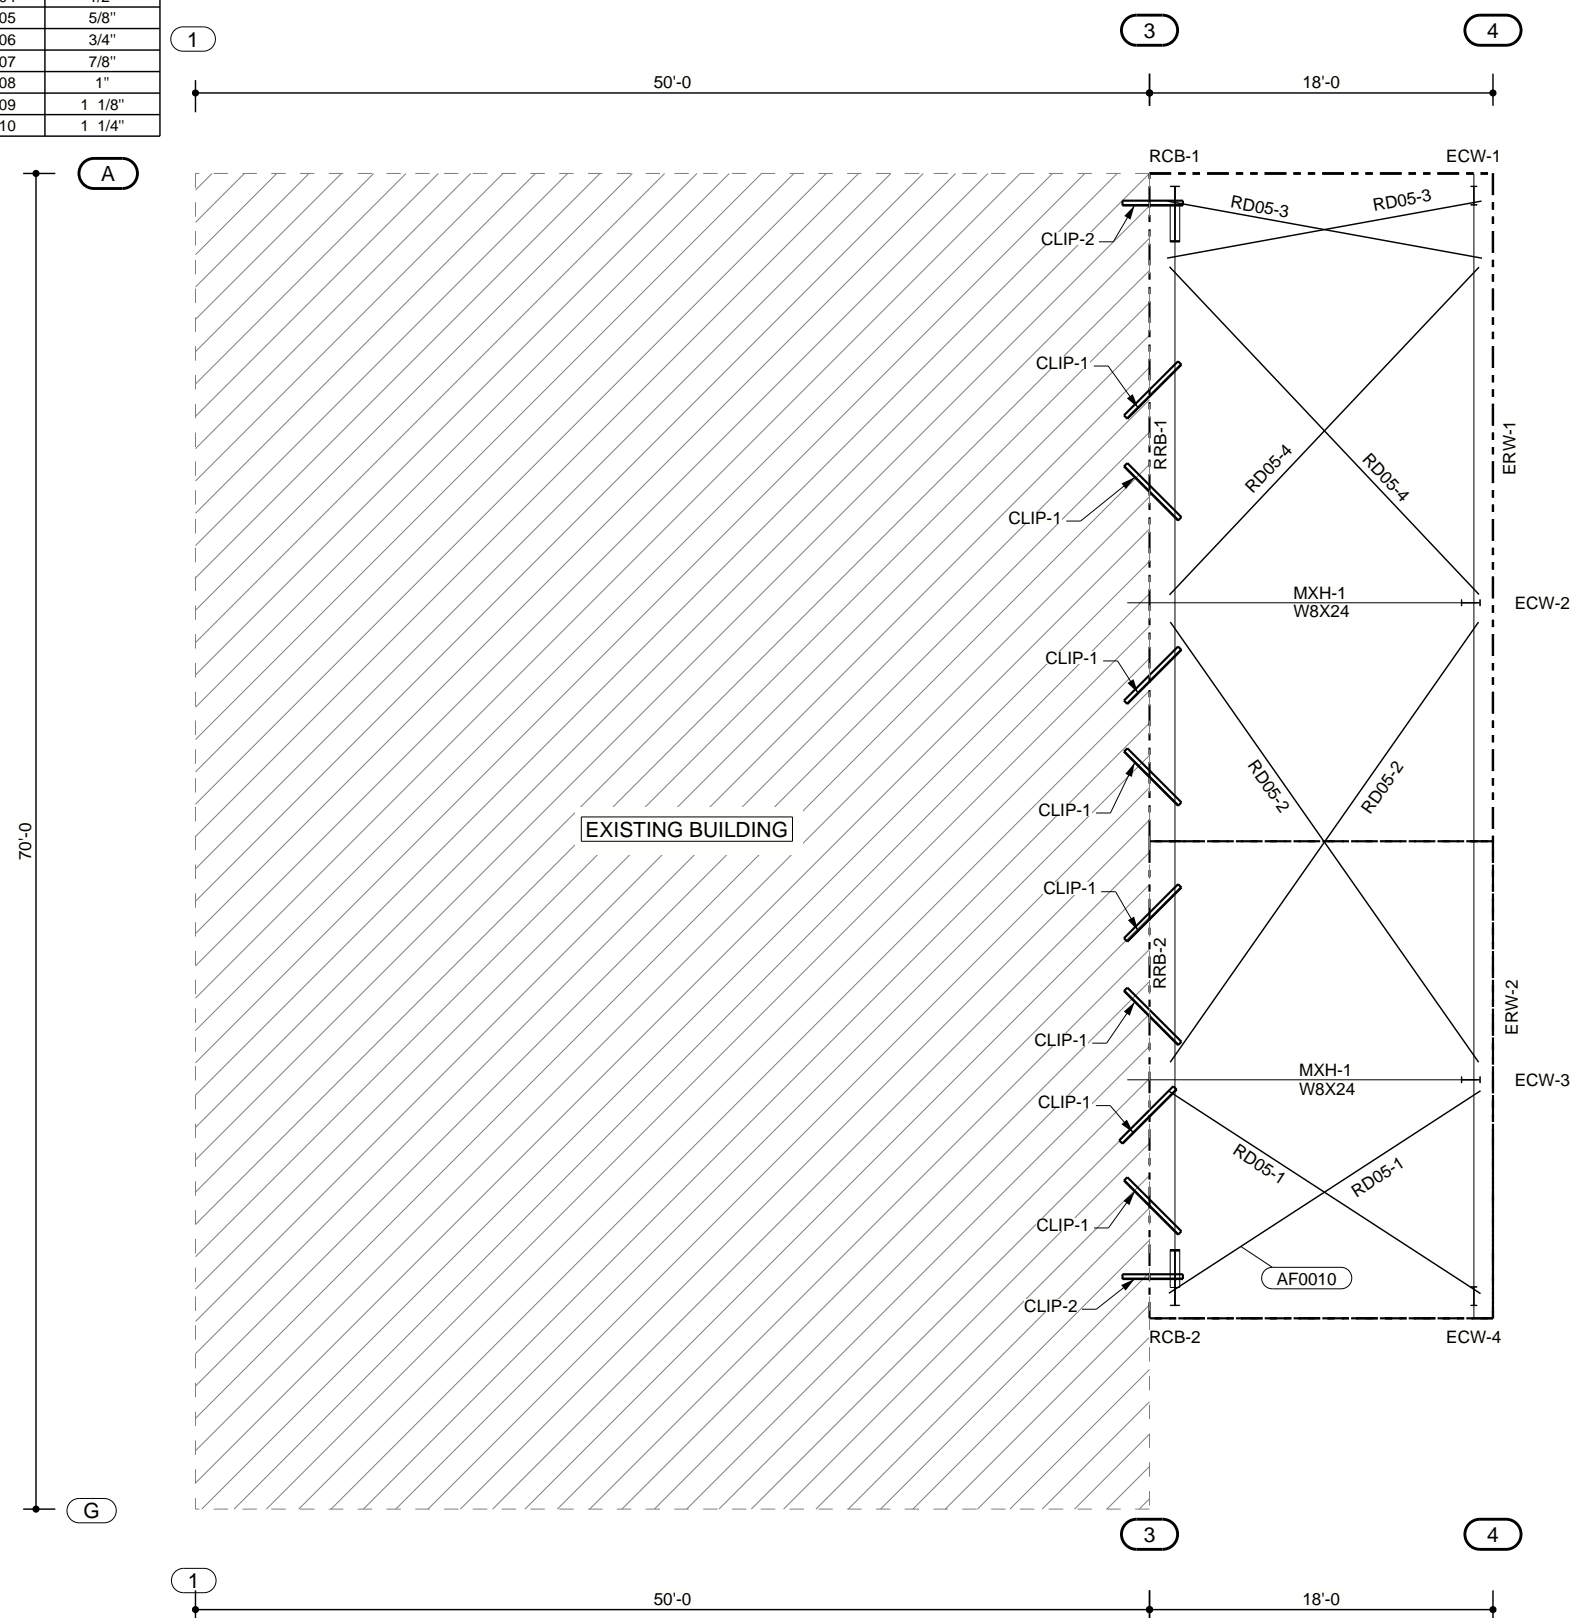 05 5/8"
06 3/4"
07 7/8"
08 1"
09 1 1/8"
10 1 1/4"
1
3
4
50'-0
18'-0
A
RCB-1
ECW-1
RD05-3
RD05-3
CLIP-2
CLIP-1
RRB-1
ERW-1
RD05-4
RD05-4
CLIP-1
MXH-1
W8X24
ECW-2
CLIP-1
RD05-2
RD05-2
CLIP-1
EXISTING BUILDING
70'-0
CLIP-1
RRB-2
ERW-2
CLIP-1
MXH-1
W8X24
ECW-3
CLIP-1
RD05-1
RD05-1
CLIP-1
AF0010
CLIP-2
RCB-2
ECW-4
G
3
4
1
50'-0
18'-0